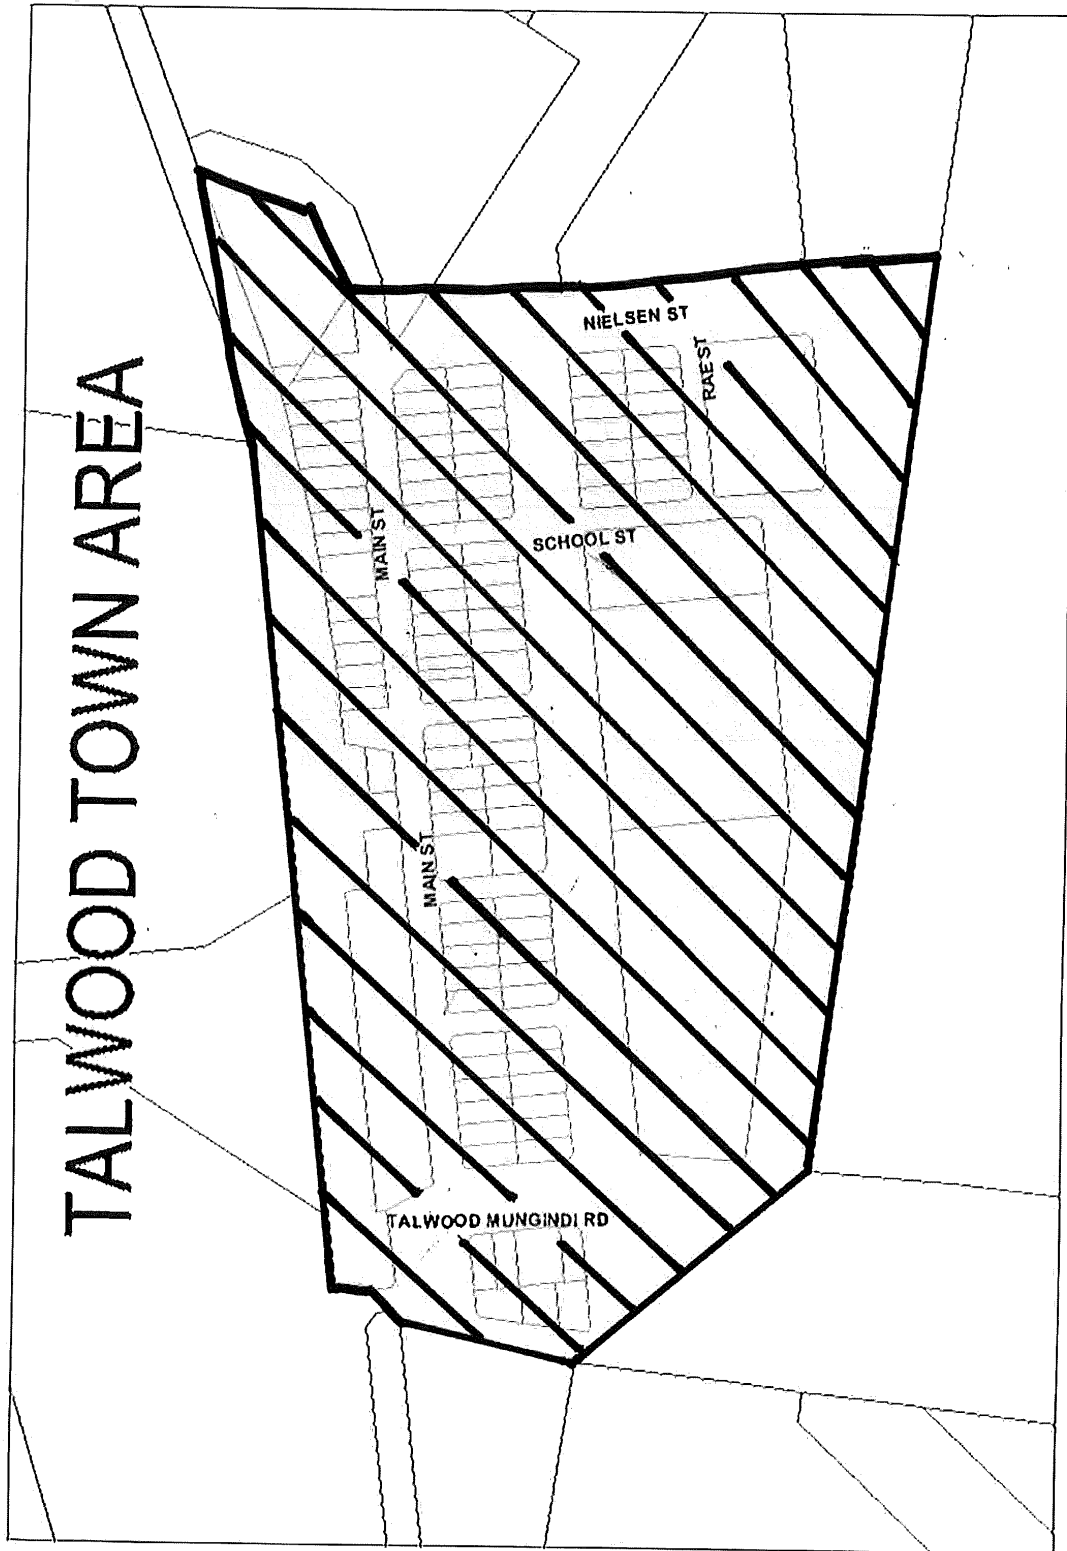 TALWOOD TOWN AREA
NIELSEN ST
RAE ST
MAIN ST
SCHOOL ST
MAIN ST
TALWOOD MUNGINDI RD